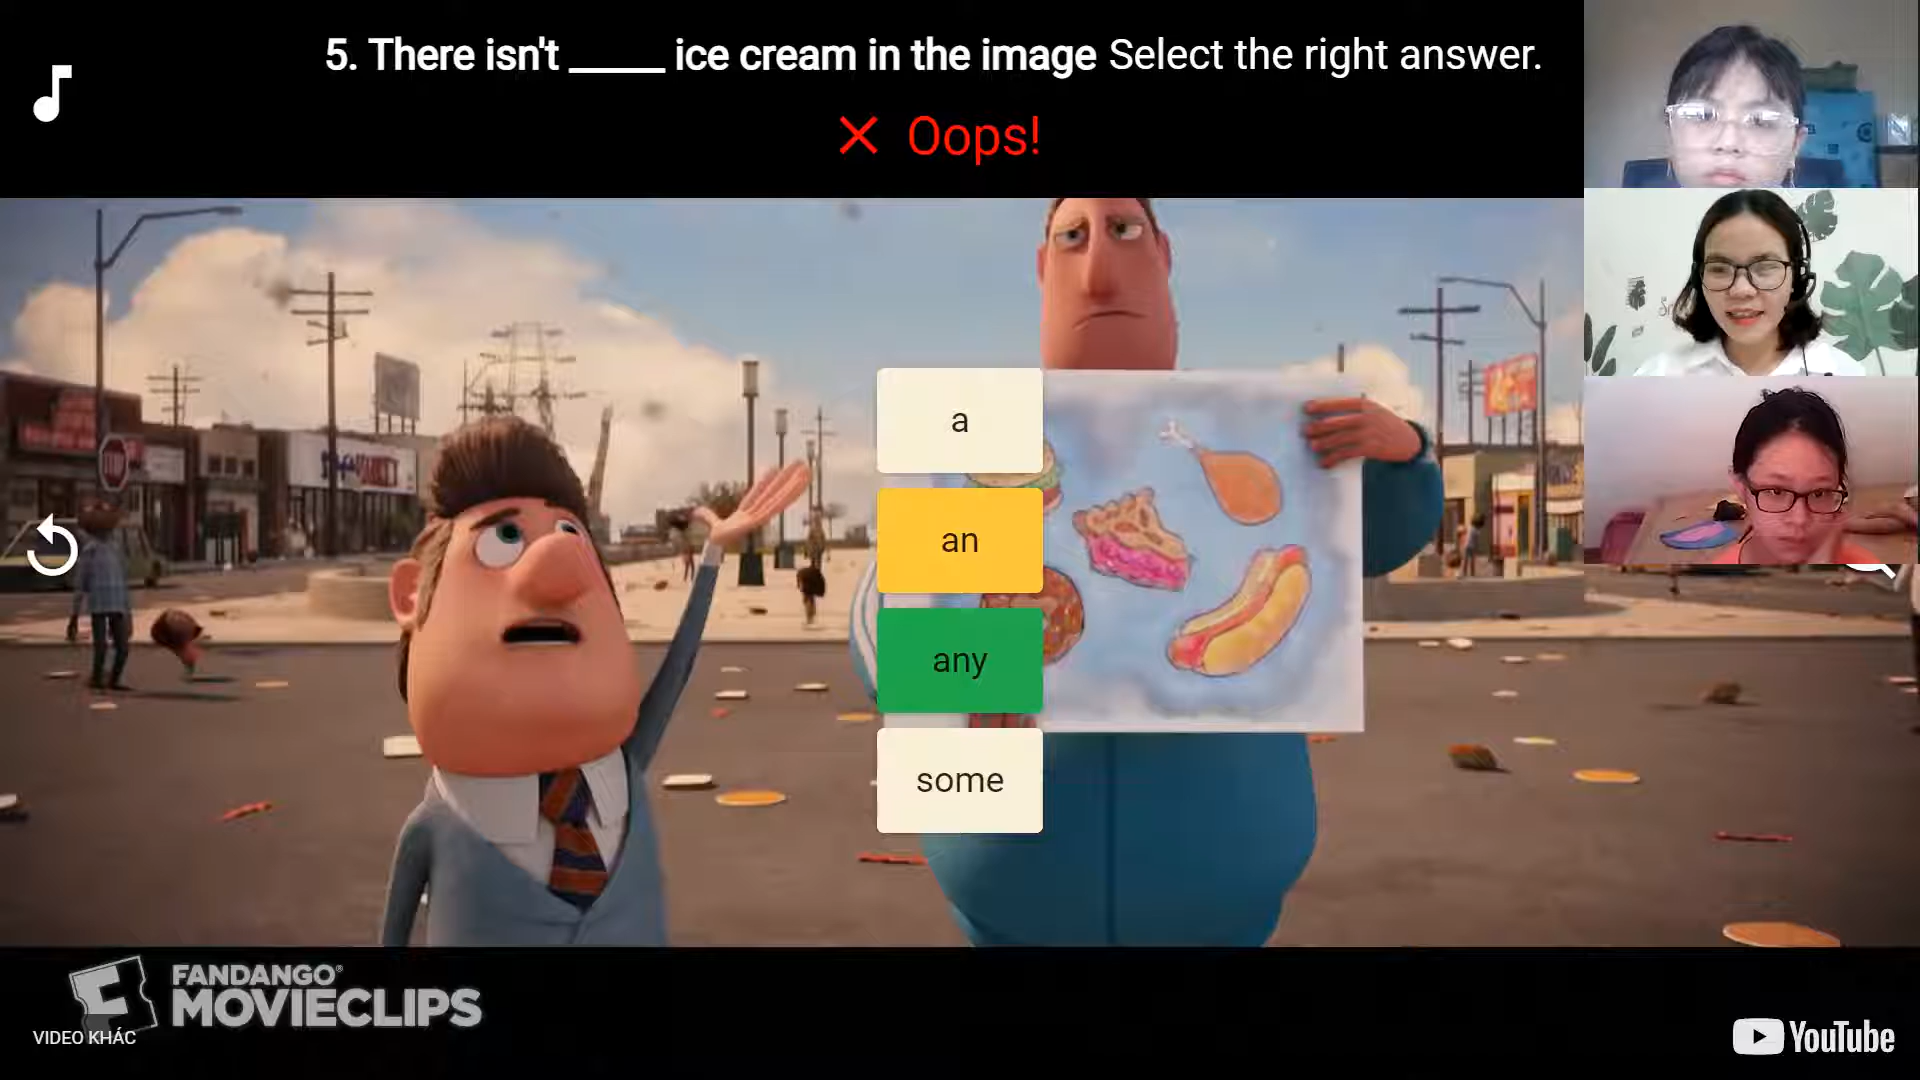 5. There isn't _____ ice cream in the image Select the right answer.
Oops!
a
an
any
some
STOP
FANDANGO
MOVIECLIPS
VIDEO KHÁC
YouTube